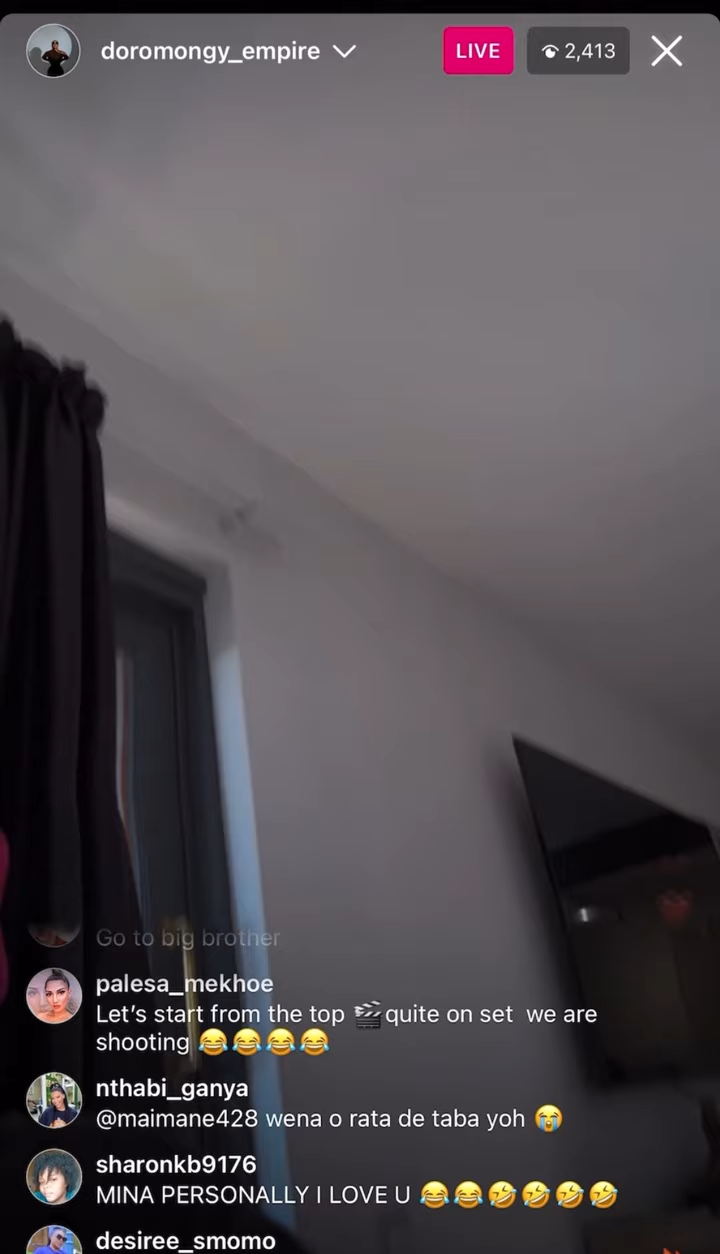 doromongy_empire
LIVE
2,413
Go to big brother
palesa_mekhoe
Let's start from the top 🎬quite on set we are
shooting 😂😂😂😂
nthabi_ganya
@maimane428 wena o rata de taba yoh 😭
sharonkb9176
MINA PERSONALLY I LOVE U 😂😂🤣🤣🤣🤣
desiree_smomo